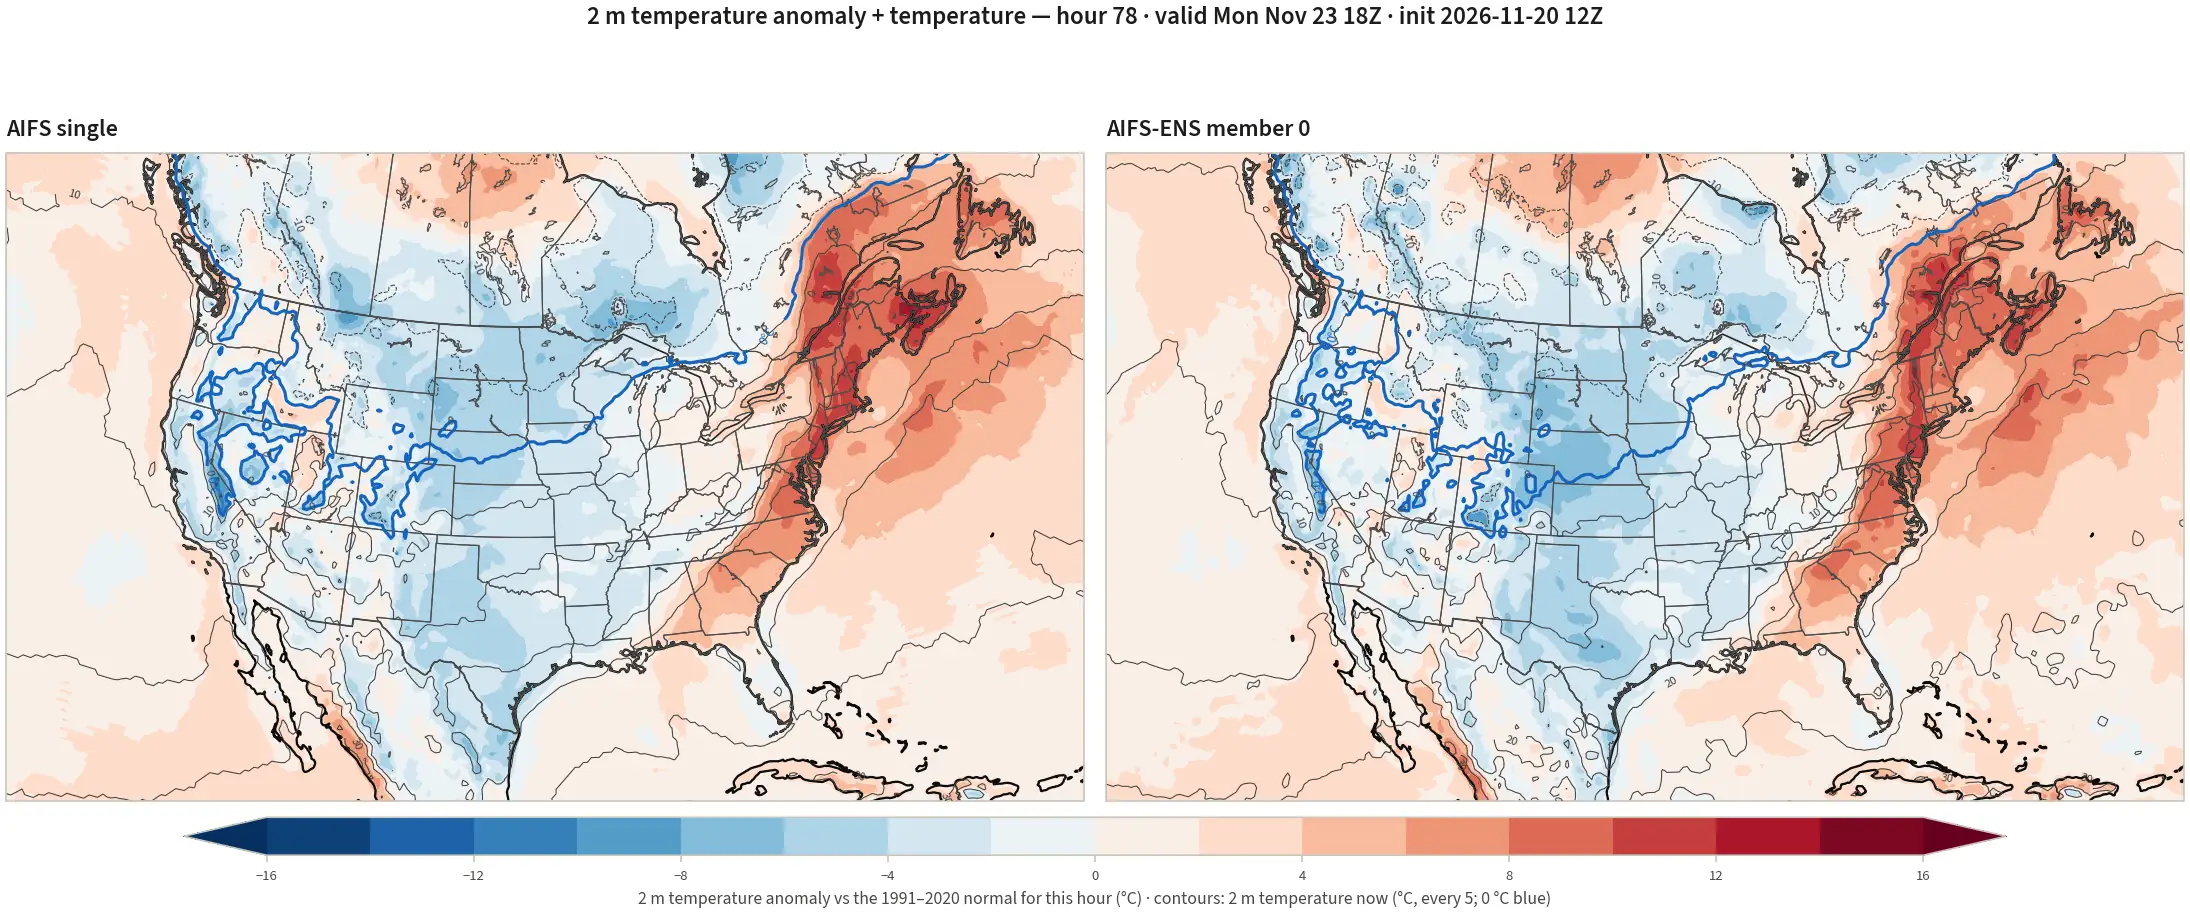 2 m temperature anomaly + temperature — hour 78 · valid Mon Nov 23 18Z · init 2026-11-20 12Z
AIFS single
AIFS-ENS member 0
−16 −12 −8 −4 0 4 8 12 16
2 m temperature anomaly vs the 1991–2020 normal for this hour (°C) · contours: 2 m temperature now (°C, every 5; 0 °C blue)